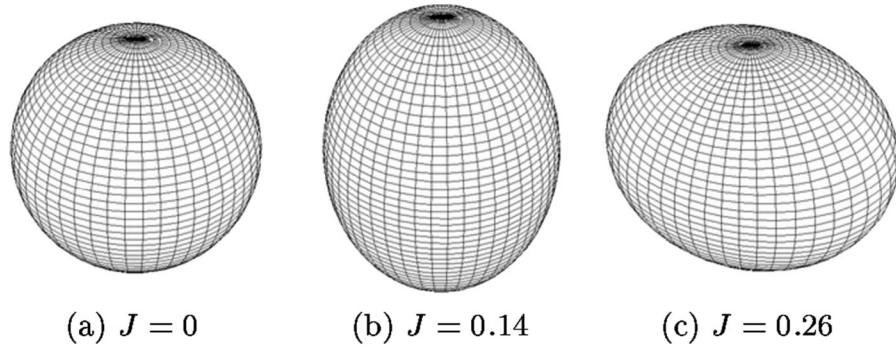 (a) J = 0 (b) J = 0.14 (c) J = 0.26